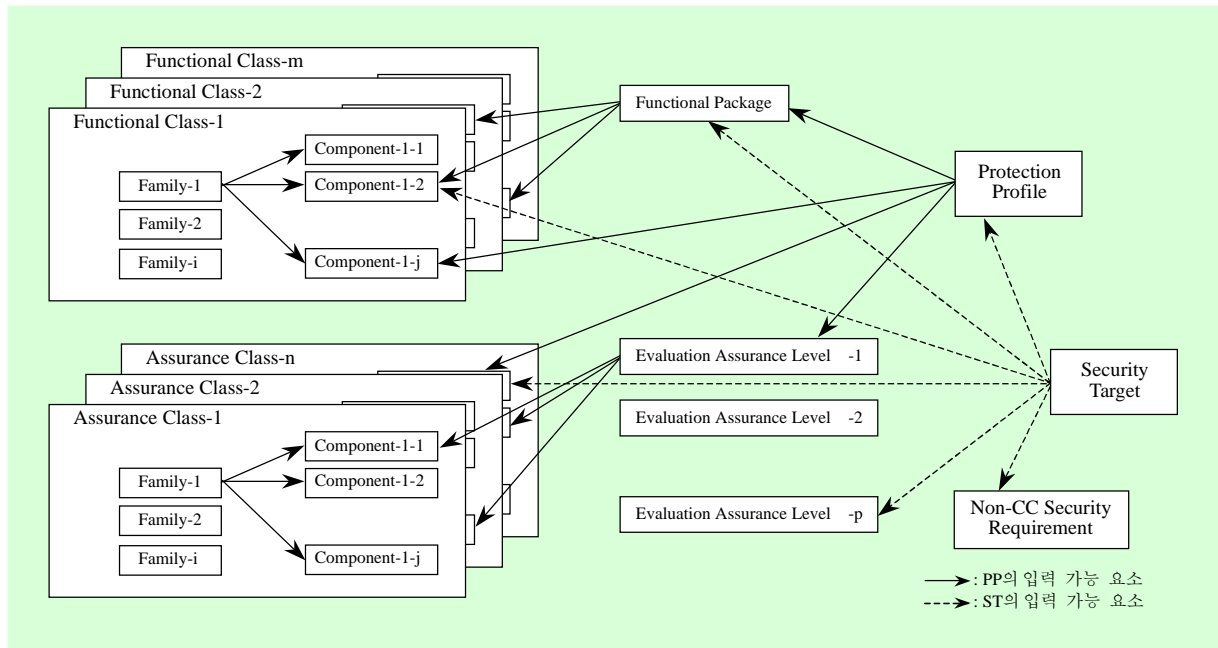 Functional Class-m
Functional Class-2
Functional Class-1
Family-1
Family-2
Family-i
Component-1-1
Component-1-2
Component-1-j
Functional Package
Protection
Profile
Assurance Class-n
Assurance Class-2
Assurance Class-1
Family-1
Family-2
Family-i
Component-1-1
Component-1-2
Component-1-j
Evaluation Assurance Level -1
Evaluation Assurance Level -2
Evaluation Assurance Level -p
Security
Target
Non-CC Security
Requirement
: PP의 입력 가능 요소
: ST의 입력 가능 요소